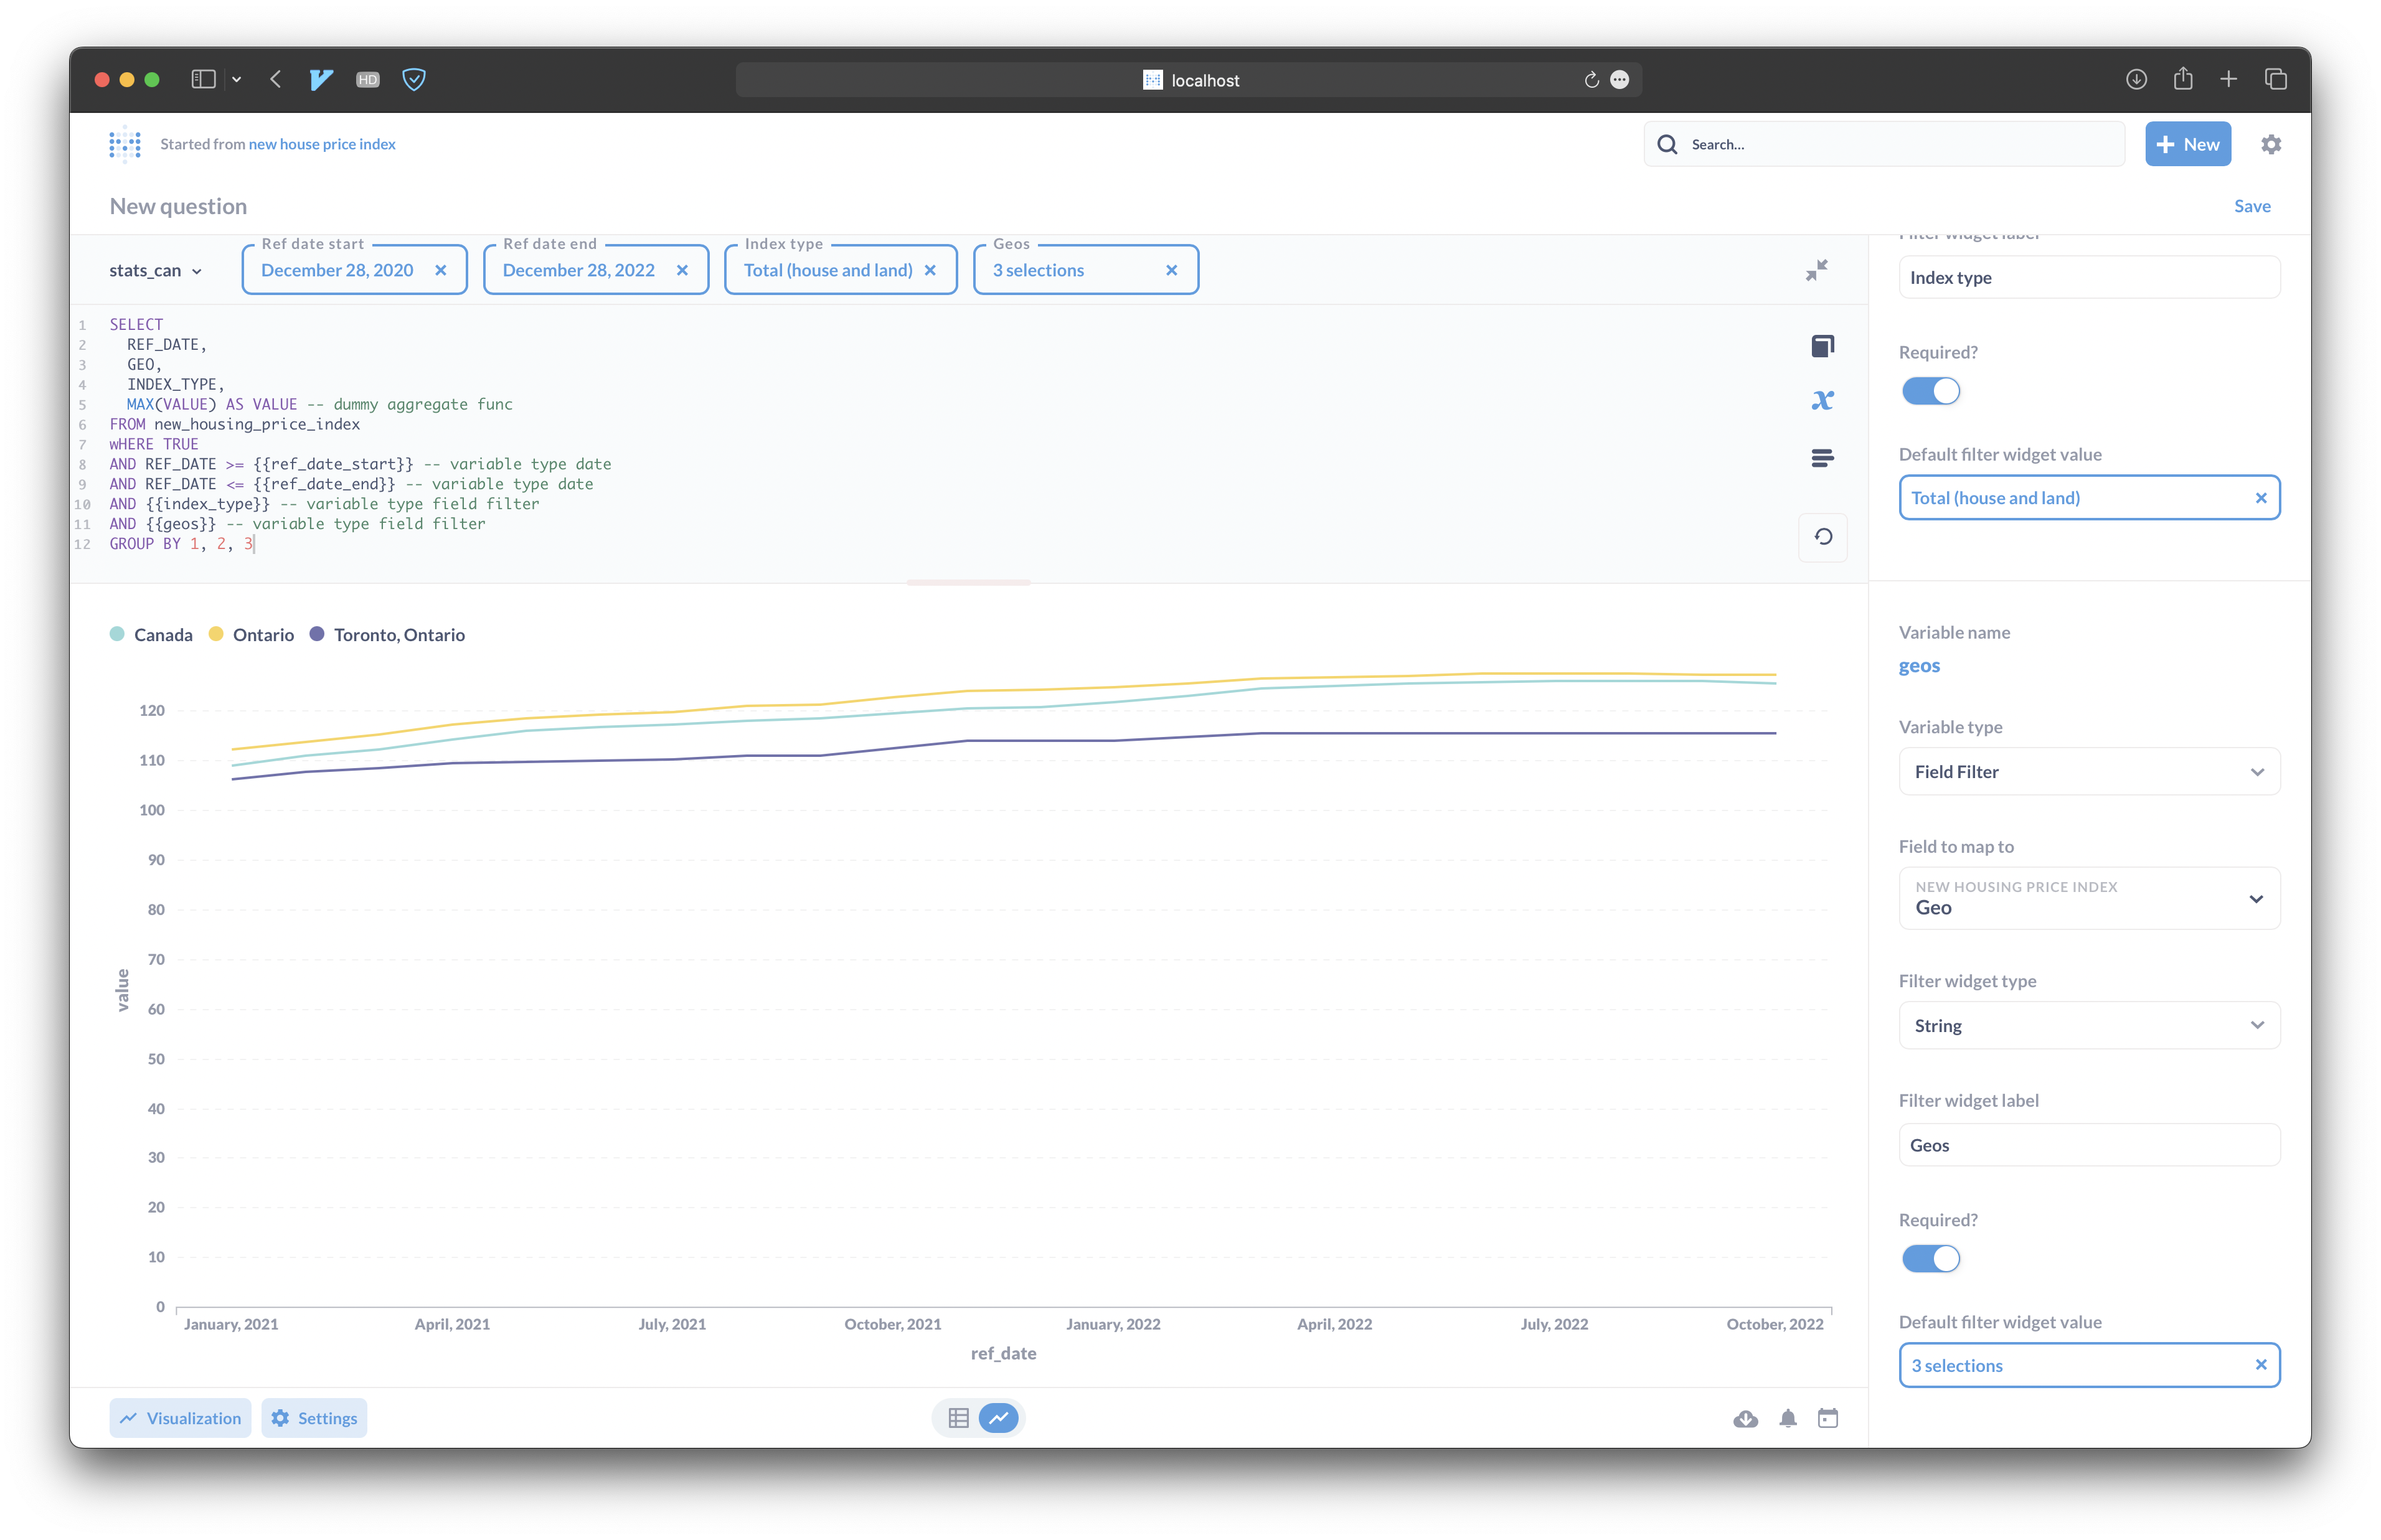 HD
localhost
Started from new house price index
Search...
New
New question
Save
stats_can
Ref date start
December 28, 2020
Ref date end
December 28, 2022
Index type
Total (house and land)
Geos
3 selections
1 SELECT
2 REF_DATE,
3 GEO,
4 INDEX_TYPE,
5 MAX(VALUE) AS VALUE -- dummy aggregate func
6 FROM new_housing_price_index
7 wHERE TRUE
8 AND REF_DATE >= {{ref_date_start}} -- variable type date
9 AND REF_DATE <= {{ref_date_end}} -- variable type date
10 AND {{index_type}} -- variable type field filter
11 AND {{geos}} -- variable type field filter
12 GROUP BY 1, 2, 3
Canada Ontario Toronto, Ontario
120
110
100
90
80
70
60
50
40
30
20
10
0
value
January, 2021 April, 2021 July, 2021 October, 2021 January, 2022 April, 2022 July, 2022 October, 2022
ref_date
Visualization Settings
Filter widget label
Index type
Required?
Default filter widget value
Total (house and land)
Variable name
geos
Variable type
Field Filter
Field to map to
NEW HOUSING PRICE INDEX
Geo
Filter widget type
String
Filter widget label
Geos
Required?
Default filter widget value
3 selections